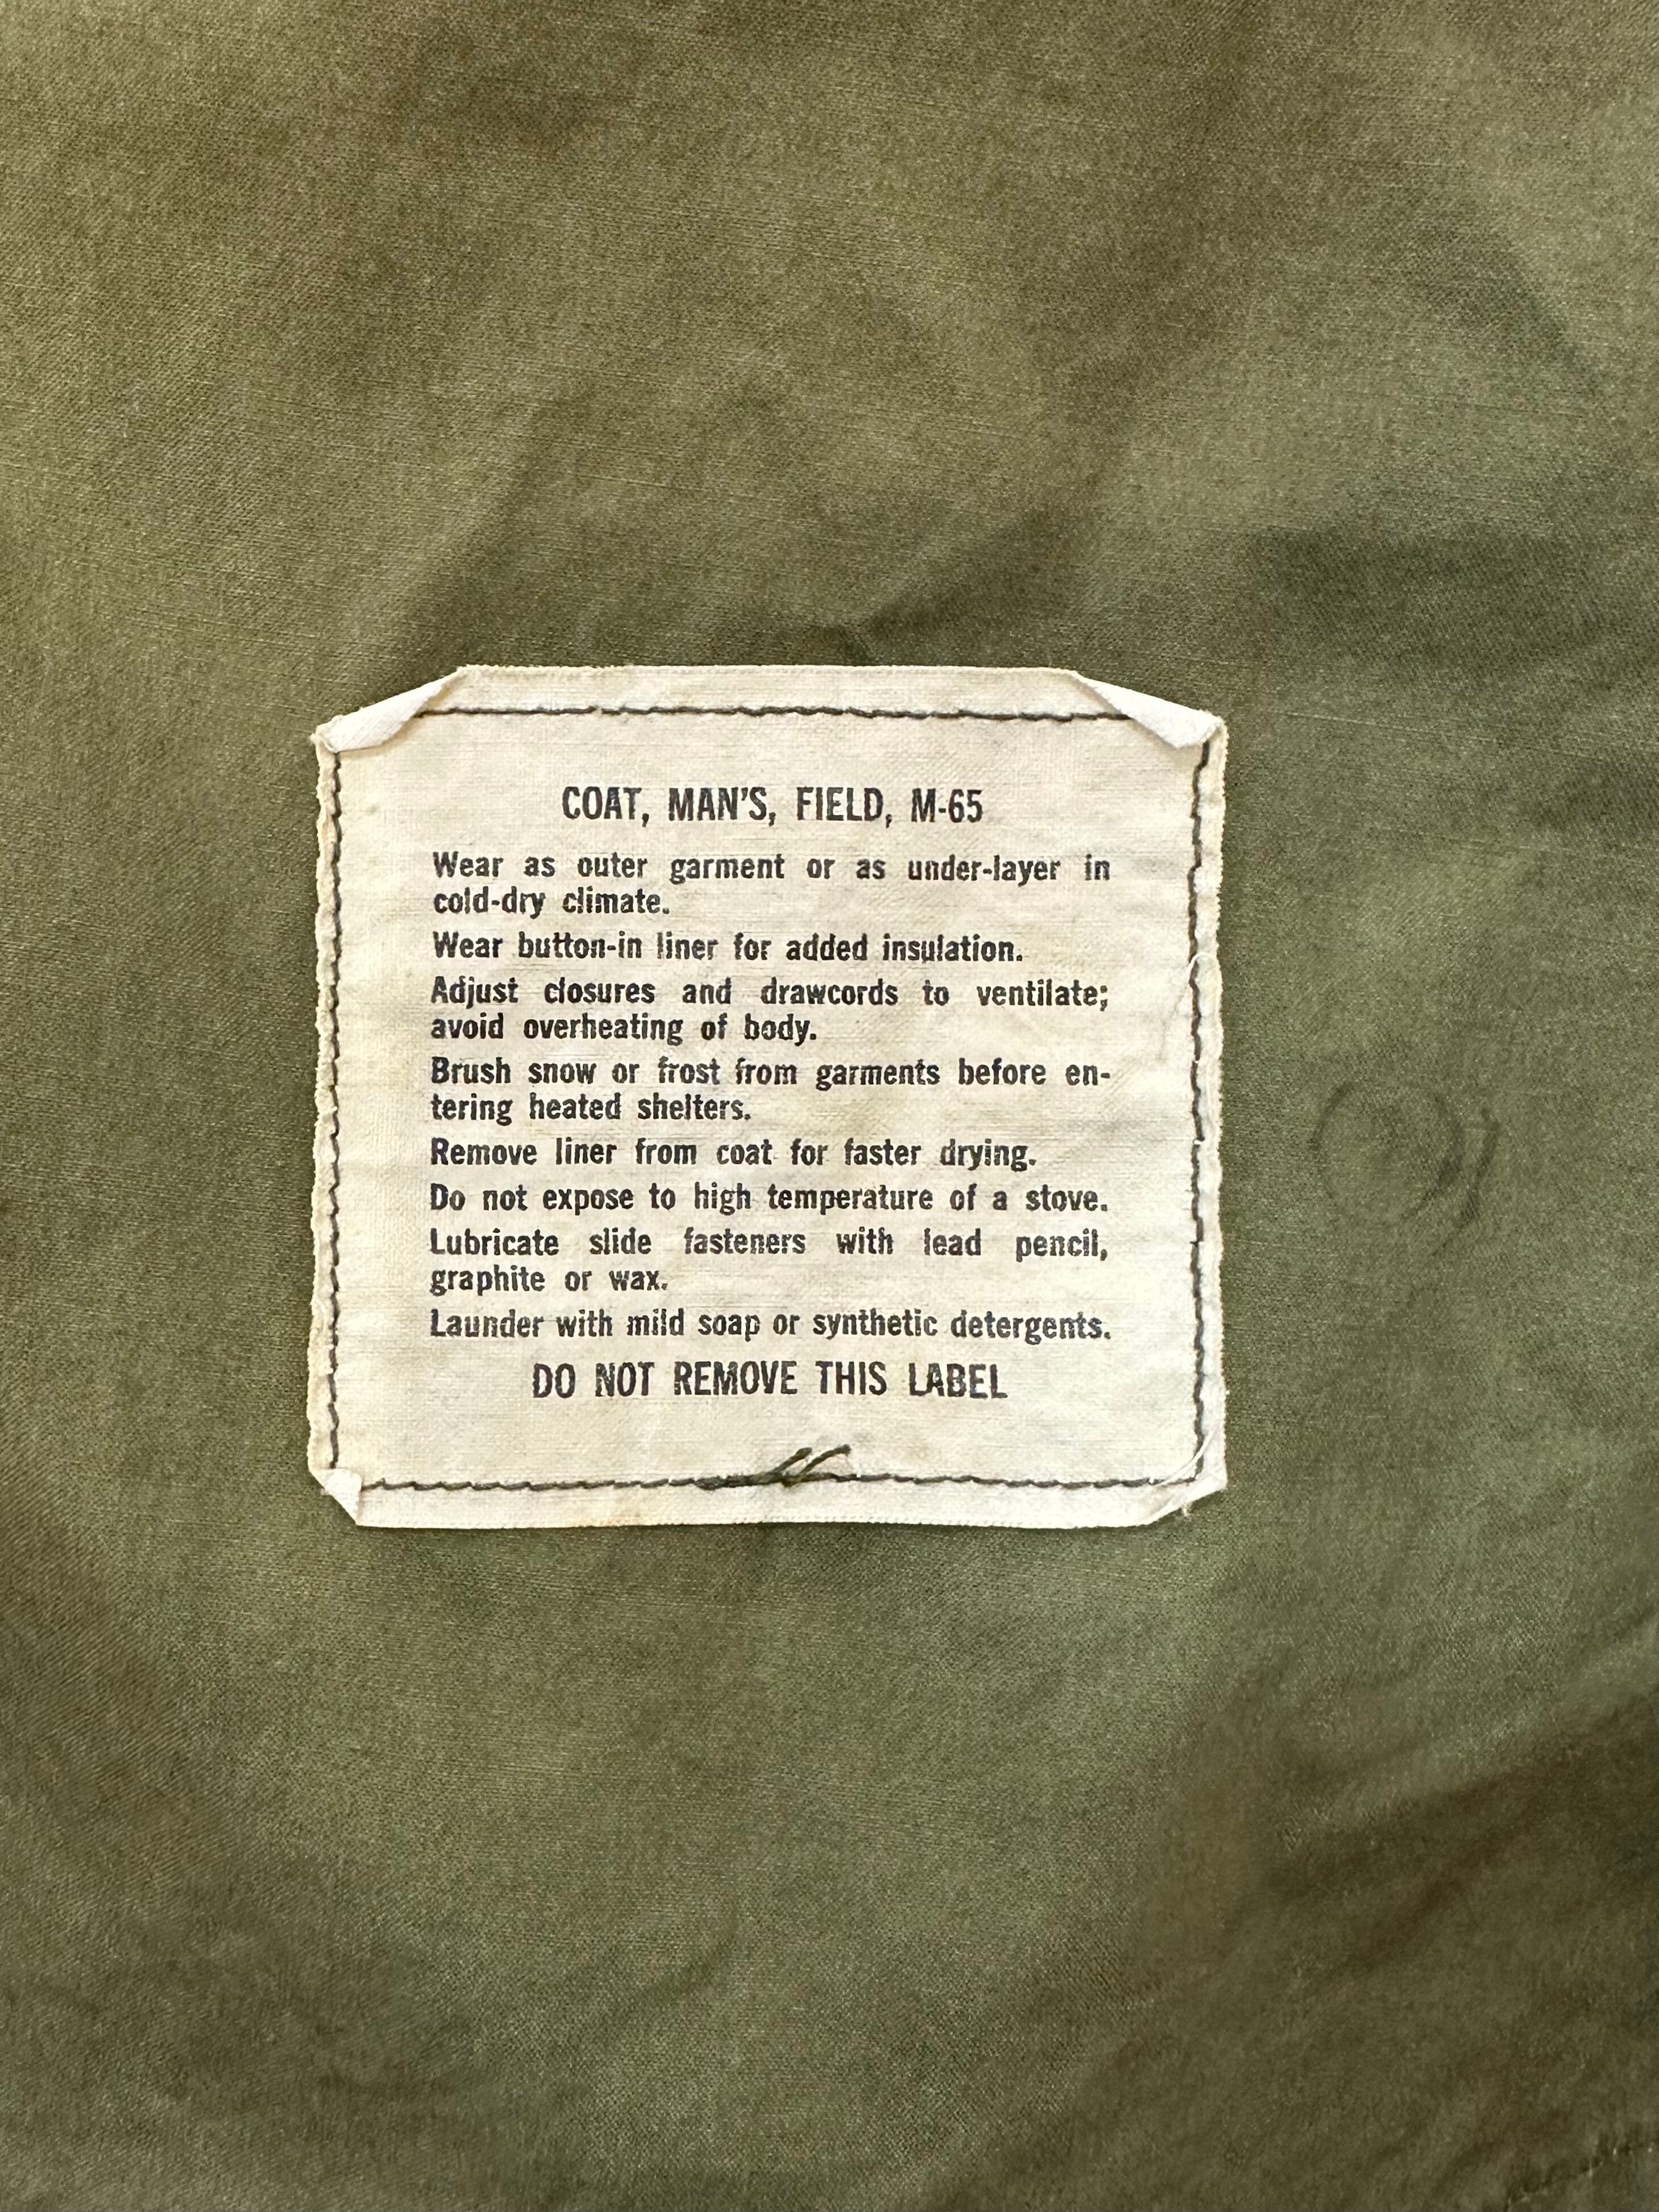 COAT, MAN'S, FIELD, M-65
Wear as outer garment or as under-layer in
cold-dry climate.
Wear button-in liner for added insulation.
Adjust closures and drawcords to ventilate;
avoid overheating of body.
Brush snow or frost from garments before en-
tering heated shelters.
Remove liner from coat for faster drying.
Do not expose to high temperature of a stove.
Lubricate slide fasteners with lead pencil,
graphite or wax.
Launder with mild soap or synthetic detergents.
DO NOT REMOVE THIS LABEL